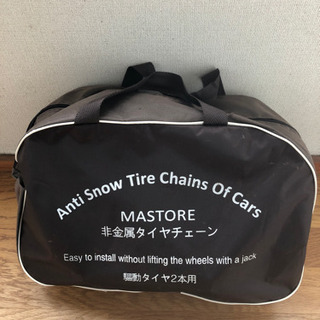 Anti Snow Tire Chains Of Cars
MASTORE
非金属タイヤチェーン
Easy to install without lifting the wheels with a jack
駆動タイヤ2本用